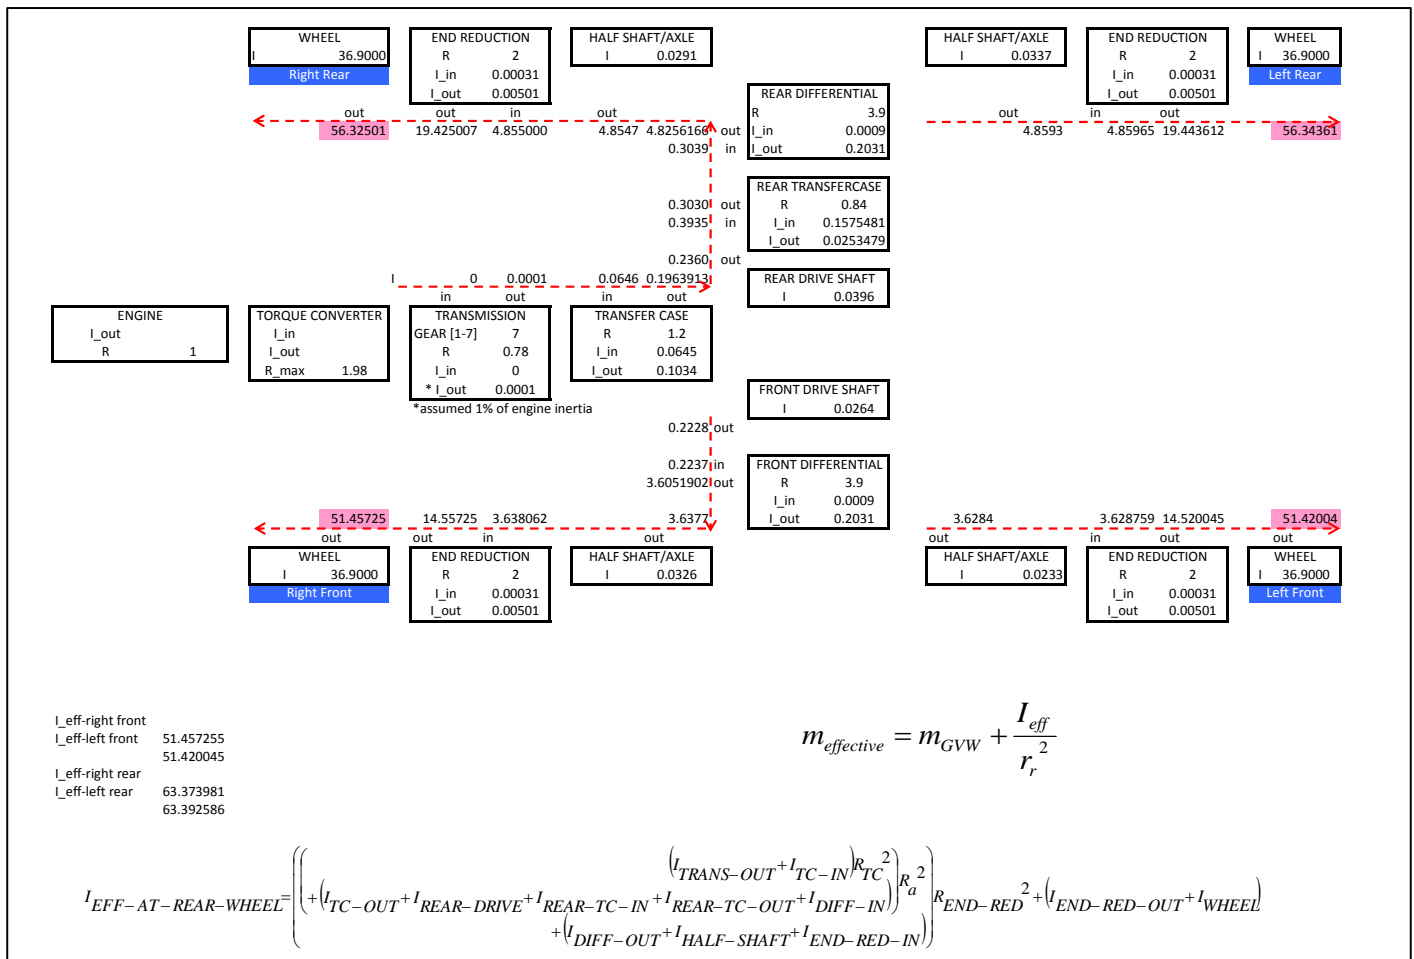 WHEEL END REDUCTION HALF SHAFT/AXLE HALF SHAFT/AXLE END REDUCTION WHEEL
I 36.9000 R 2 I 0.0291 I 0.0337 R 2 I 36.9000
Right Rear I_in 0.00031 I_in 0.00031 Left Rear
I_out 0.00501 REAR DIFFERENTIAL I_out 0.00501
out out in out R 3.9 out in out
56.32501 19.425007 4.855000 4.8547 4.8256166 out I_in 0.0009 4.8593 4.85965 19.443612 56.34361
0.3039 in I_out 0.2031
REAR TRANSFERCASE
0.3030 out R 0.84
0.3935 in I_in 0.1575481
I_out 0.0253479
0.2360 out
I 0 0.0001 0.0646 0.1963913 REAR DRIVE SHAFT
in out in out I 0.0396
ENGINE TORQUE CONVERTER TRANSMISSION TRANSFER CASE
I_out I_in GEAR [1-7] 7 R 1.2
R 1 I_out R 0.78 I_in 0.0645
R_max 1.98 I_in 0 I_out 0.1034
* I_out 0.0001 FRONT DRIVE SHAFT
*assumed 1% of engine inertia I 0.0264
0.2228 out
0.2237 in FRONT DIFFERENTIAL
3.6051902 out R 3.9
I_in 0.0009
51.45725 14.55725 3.638062 3.6377 I_out 0.2031 3.6284 3.628759 14.520045 51.42004
out out in out out in out out
WHEEL END REDUCTION HALF SHAFT/AXLE HALF SHAFT/AXLE END REDUCTION WHEEL
I 36.9000 R 2 I 0.0326 I 0.0233 R 2 I 36.9000
Right Front I_in 0.00031 I_in 0.00031 Left Front
I_out 0.00501 I_out 0.00501
I_eff-right front
I_eff-left front 51.457255
51.420045
I_eff-right rear
I_eff-left rear 63.373981
63.392586
m_effective = m_GVW + I_eff / r_r^2
I_EFF-AT-REAR-WHEEL = (((I_TRANS-OUT + I_TC-IN)R_TC^2 + (I_TC-OUT + I_REAR-DRIVE + I_REAR-TC-IN + I_REAR-TC-OUT + I_DIFF-IN))R_a^2 + (I_DIFF-OUT + I_HALF-SHAFT + I_END-RED-IN))R_END-RED^2 + (I_END-RED-OUT + I_WHEEL)